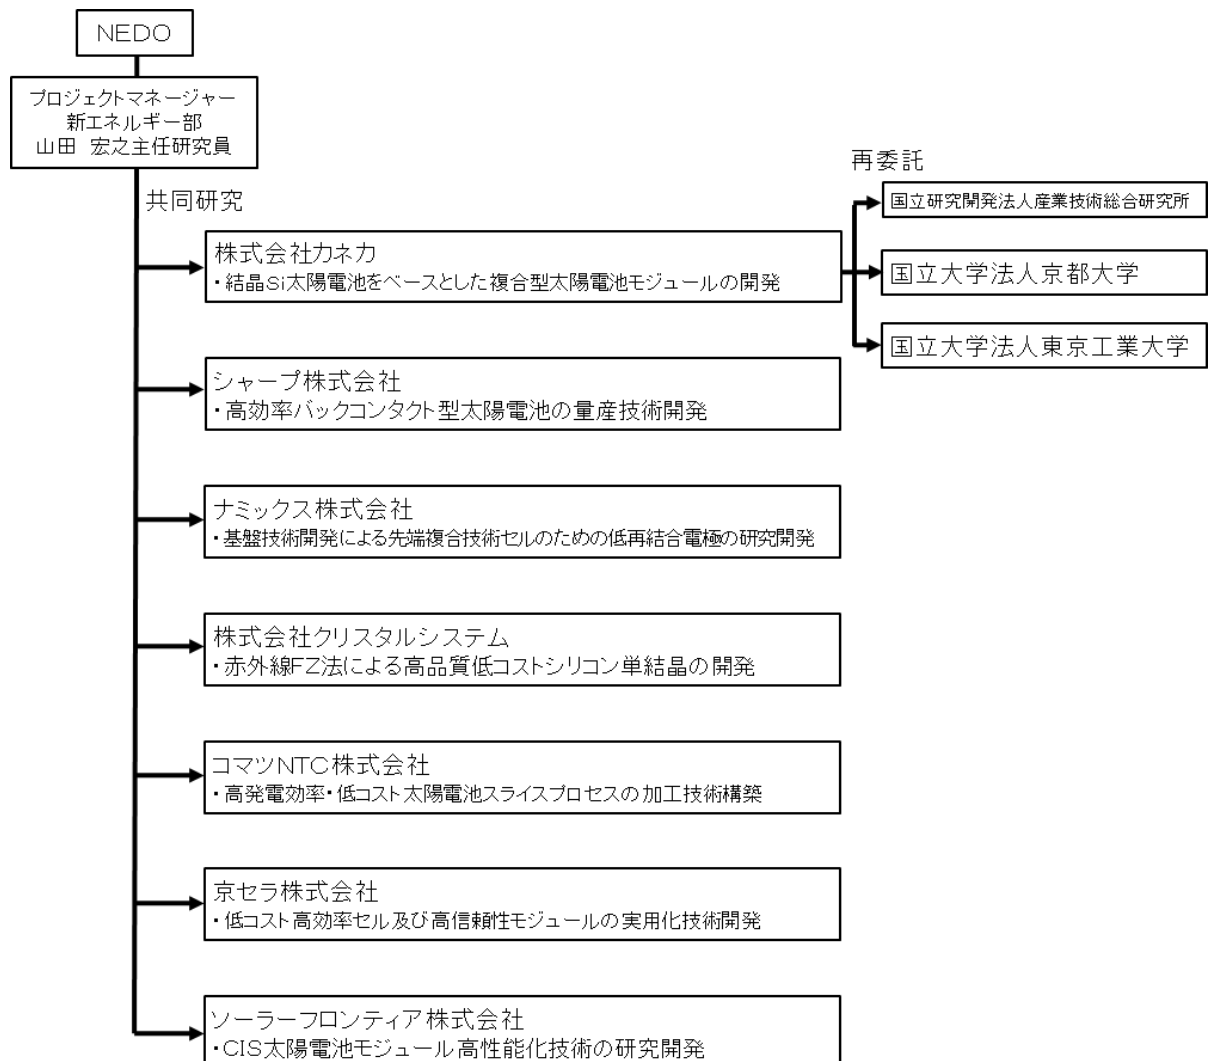 NEDO
プロジェクトマネージャー
新エネルギー部
山田 宏之主任研究員
共同研究
再委託
株式会社カネカ
・結晶Si太陽電池をベースとした複合型太陽電池モジュールの開発
国立研究開発法人産業技術総合研究所
国立大学法人京都大学
国立大学法人東京工業大学
シャープ株式会社
・高効率バックコンタクト型太陽電池の量産技術開発
ナミックス株式会社
・基盤技術開発による先端複合技術セルのための低再結合電極の研究開発
株式会社クリスタルシステム
・赤外線FZ法による高品質低コストシリコン単結晶の開発
コマツNTC株式会社
・高発電効率・低コスト太陽電池スライスプロセスの加工技術構築
京セラ株式会社
・低コスト高効率セル及び高信頼性モジュールの実用化技術開発
ソーラーフロンティア株式会社
・CIS太陽電池モジュール高性能化技術の研究開発